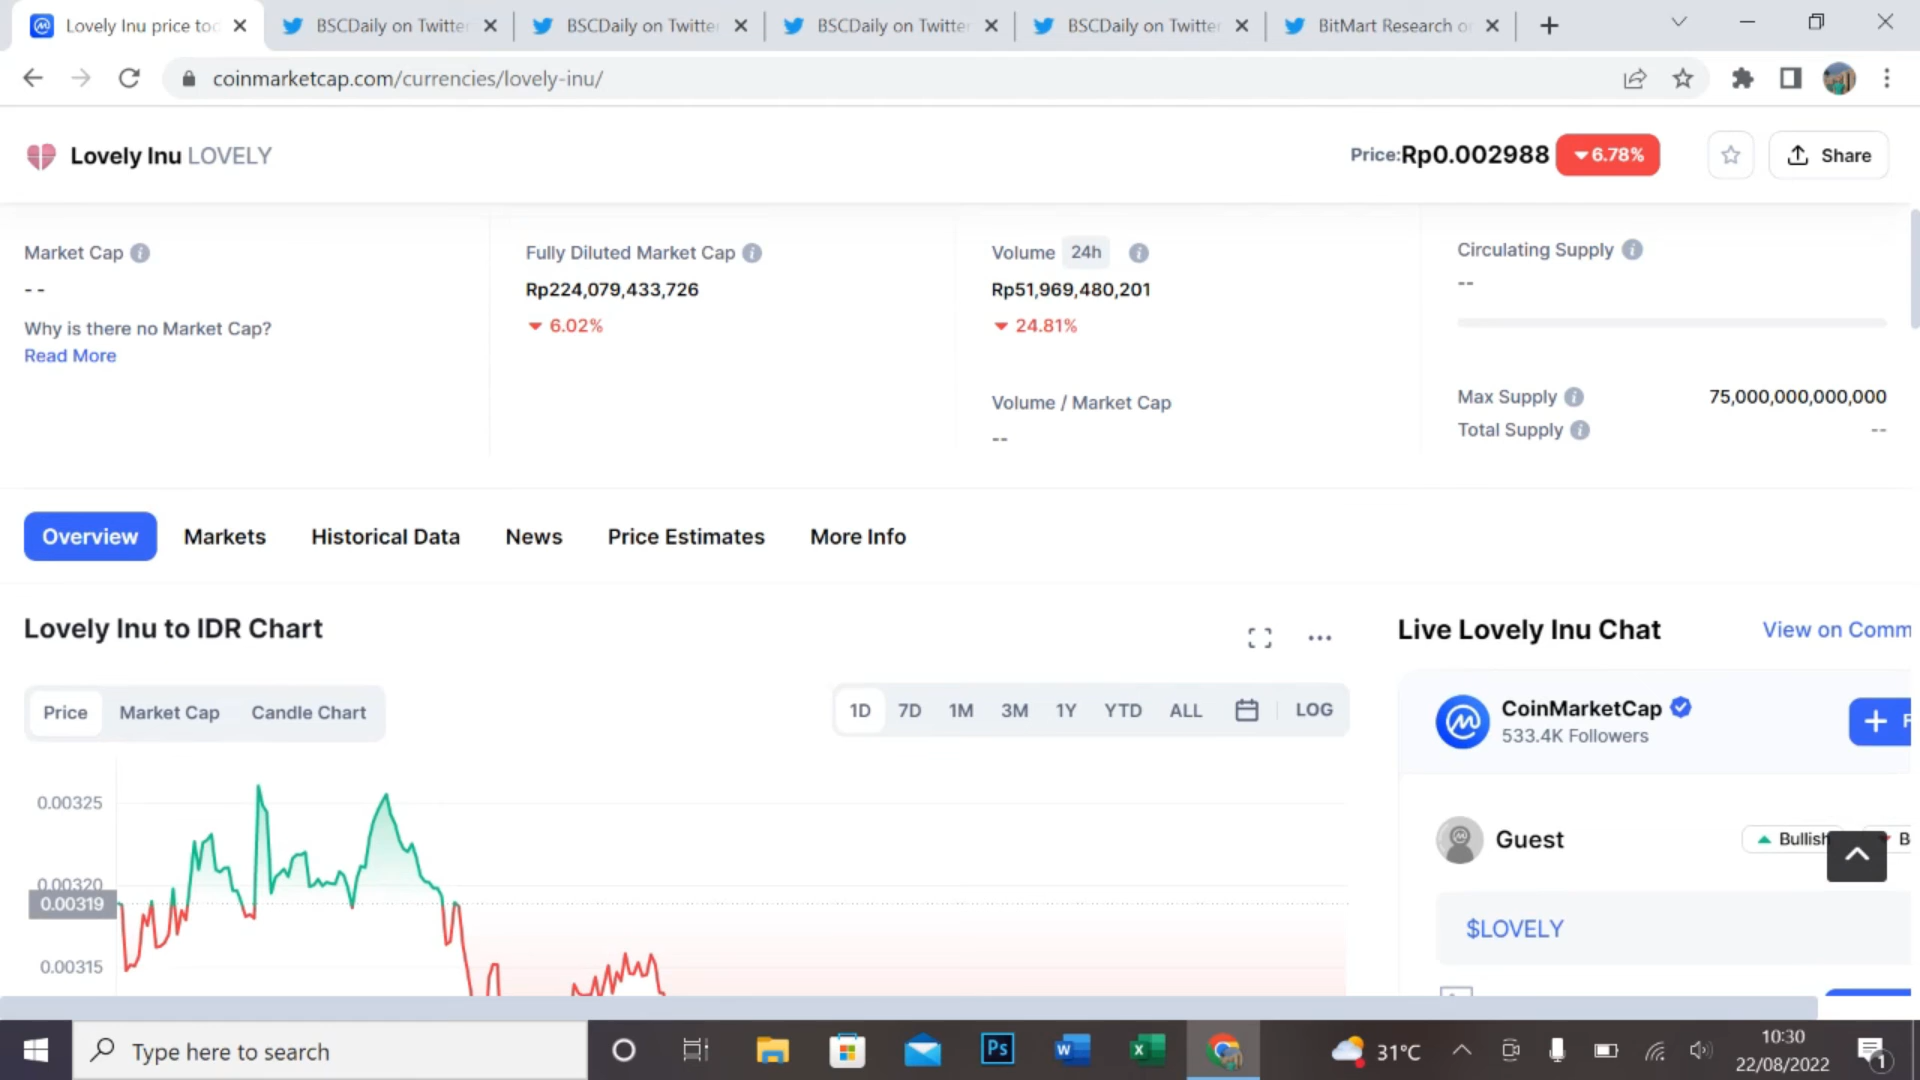 Lovely Inu price toc
BSCDaily on Twitter
BSCDaily on Twitter
BSCDaily on Twitter
BSCDaily on Twitter
BitMart Research o
coinmarketcap.com/currencies/lovely-inu/
Lovely Inu LOVELY
Price:Rp0.002988 6.78%
Share
Market Cap
- -
Why is there no Market Cap?
Read More
Fully Diluted Market Cap
Rp224,079,433,726
6.02%
Volume 24h
Rp51,969,480,201
24.81%
Volume / Market Cap
--
Circulating Supply
--
Max Supply 75,000,000,000,000
Total Supply --
Overview Markets Historical Data News Price Estimates More Info
Lovely Inu to IDR Chart
Price Market Cap Candle Chart
1D 7D 1M 3M 1Y YTD ALL LOG
0.00325
0.00320
0.00319
0.00315
Live Lovely Inu Chat View on Comm
CoinMarketCap
533.4K Followers
F
Guest
Bullish B
$LOVELY
Type here to search
Ps
W
X
31°C
10:30
22/08/2022
1